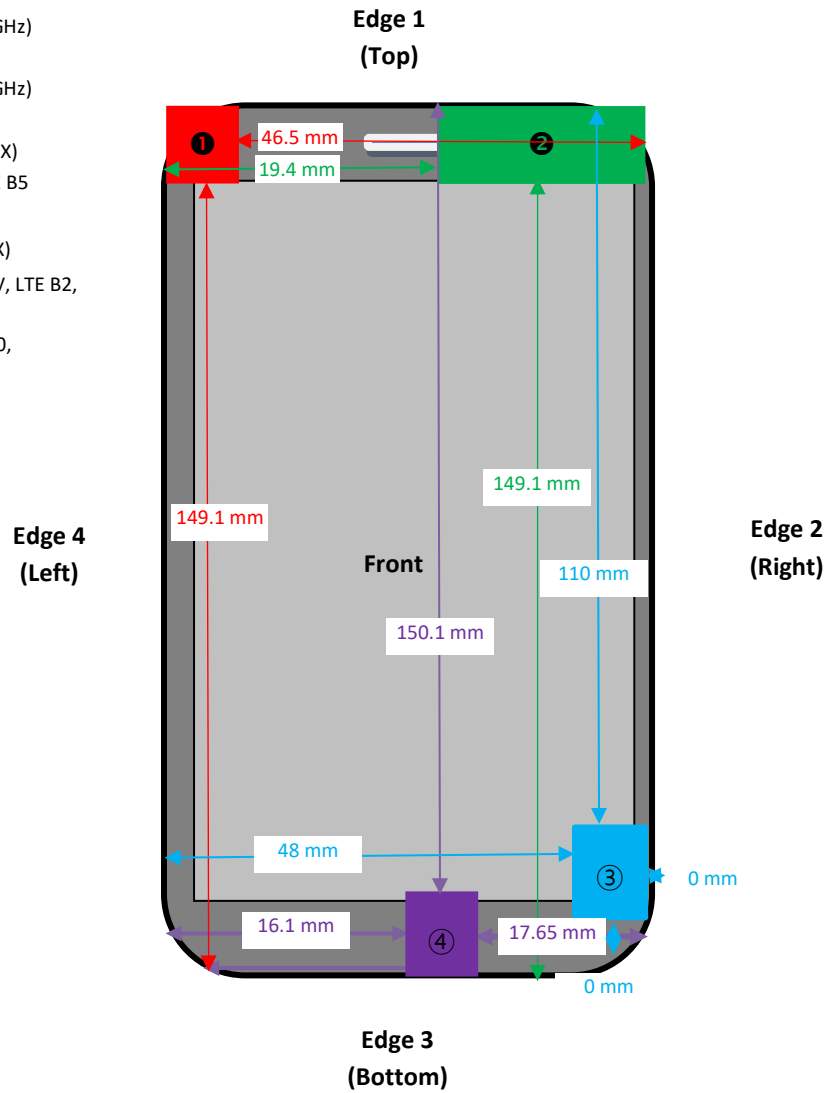 Edge 1
(Top)
GHz)
GHz)
X)
B5
X)
/, LTE B2,
0,
❶
46.5 mm
❷
19.4 mm
149.1 mm
149.1 mm
Edge 4
(Left)
Front
110 mm
Edge 2
(Right)
150.1 mm
48 mm
③
0 mm
16.1 mm
④
17.65 mm
0 mm
Edge 3
(Bottom)